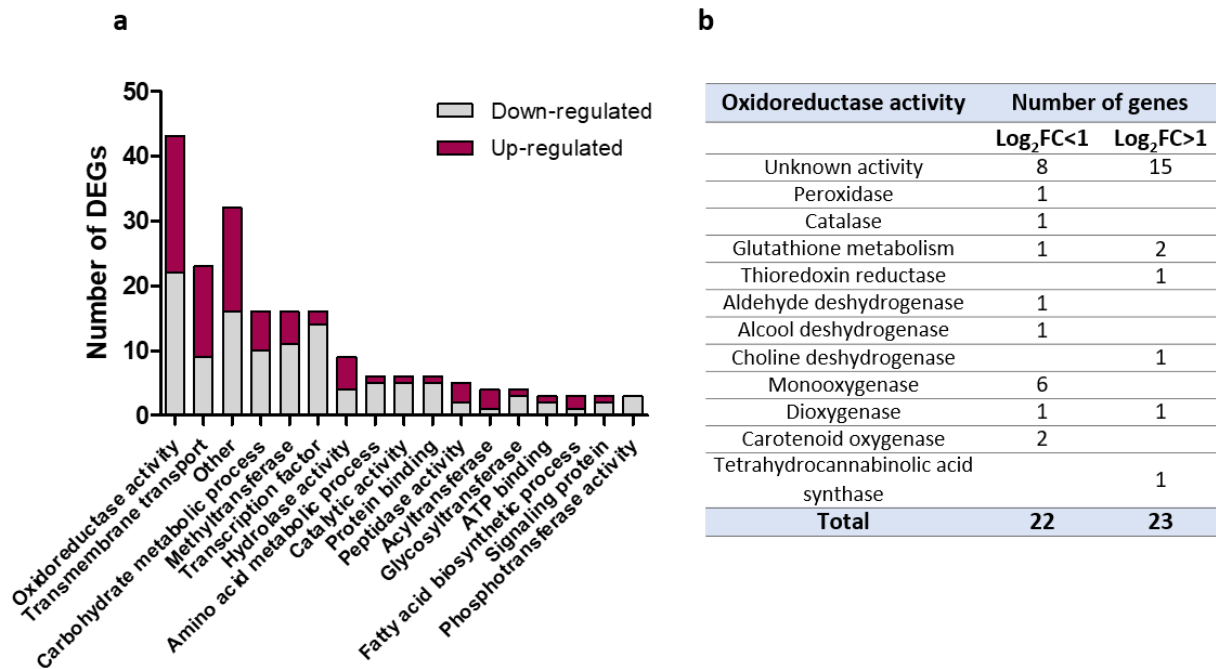 a
50
40
30
20
10
0
Number of DEGs
Down-regulated
Up-regulated
Oxidoreductase activity
Transmembrane transport
Other
Carbohydrate metabolic process
Methyltransferase
Transcription factor
Hydrolase activity
Amino acid metabolic process
Catalytic activity
Protein binding
Peptidase activity
Acyltransferase
Glycosyltransferase
ATP binding
Fatty acid biosynthetic process
Signaling protein
Phosphotransferase activity
b
Oxidoreductase activity Number of genes
Log₂FC<1 Log₂FC>1
Unknown activity 8 15
Peroxidase 1
Catalase 1
Glutathione metabolism 1 2
Thioredoxin reductase 1
Aldehyde deshydrogenase 1
Alcool deshydrogenase 1
Choline deshydrogenase 1
Monooxygenase 6
Dioxygenase 1 1
Carotenoid oxygenase 2
Tetrahydrocannabinolic acid
synthase 1
Total 22 23